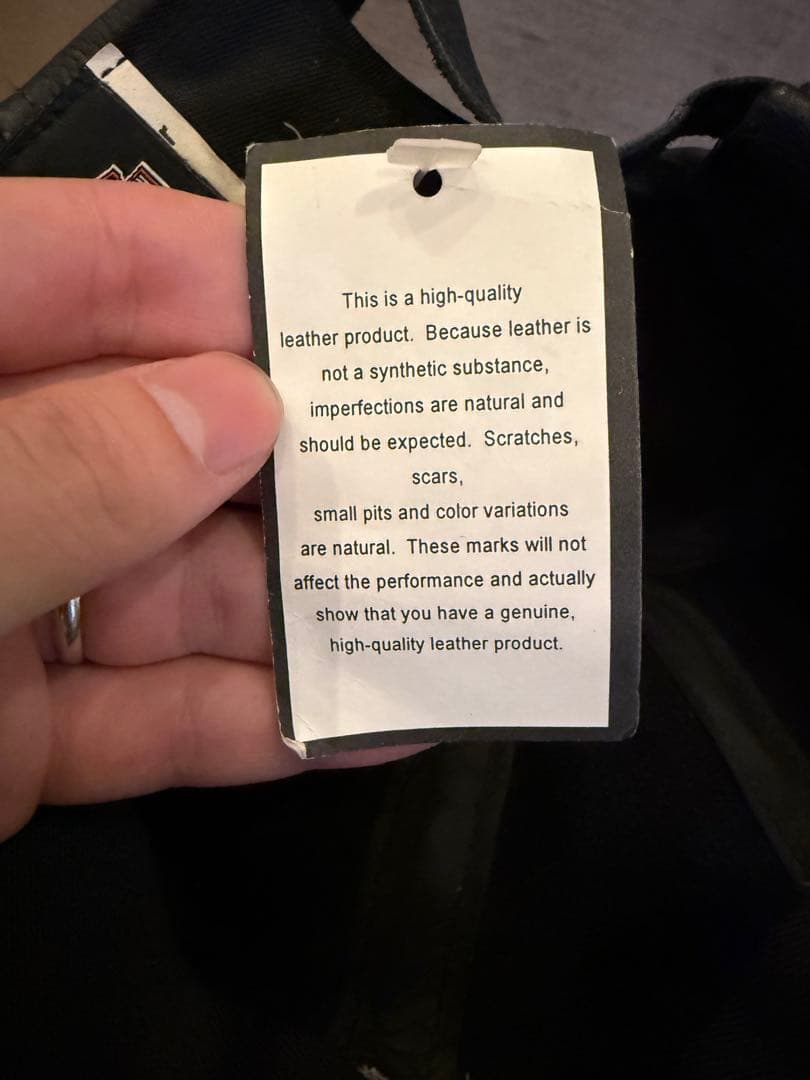 This is a high-quality
leather product. Because leather is
not a synthetic substance,
imperfections are natural and
should be expected. Scratches,
scars,
small pits and color variations
are natural. These marks will not
affect the performance and actually
show that you have a genuine,
high-quality leather product.